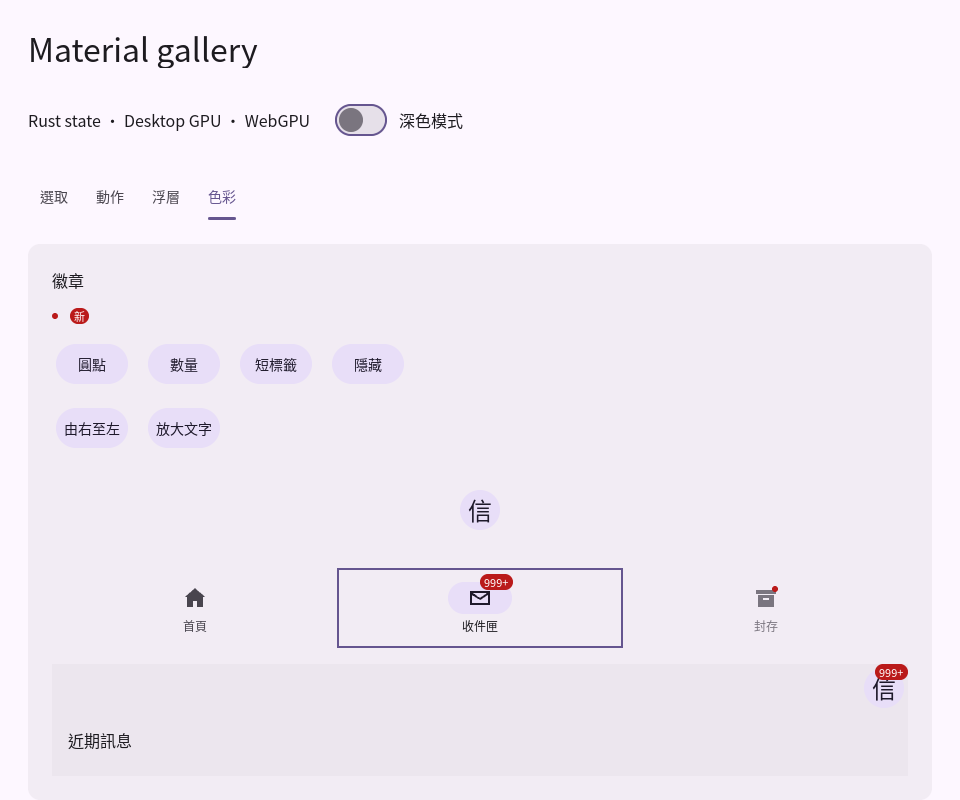 Material gallery
Rust state • Desktop GPU • WebGPU 深色模式
選取 動作 浮層 色彩
徽章
新
圓點 數量 短標籤 隱藏
由右至左 放大文字
信
999+
首頁 收件匣 封存
999+
信
近期訊息